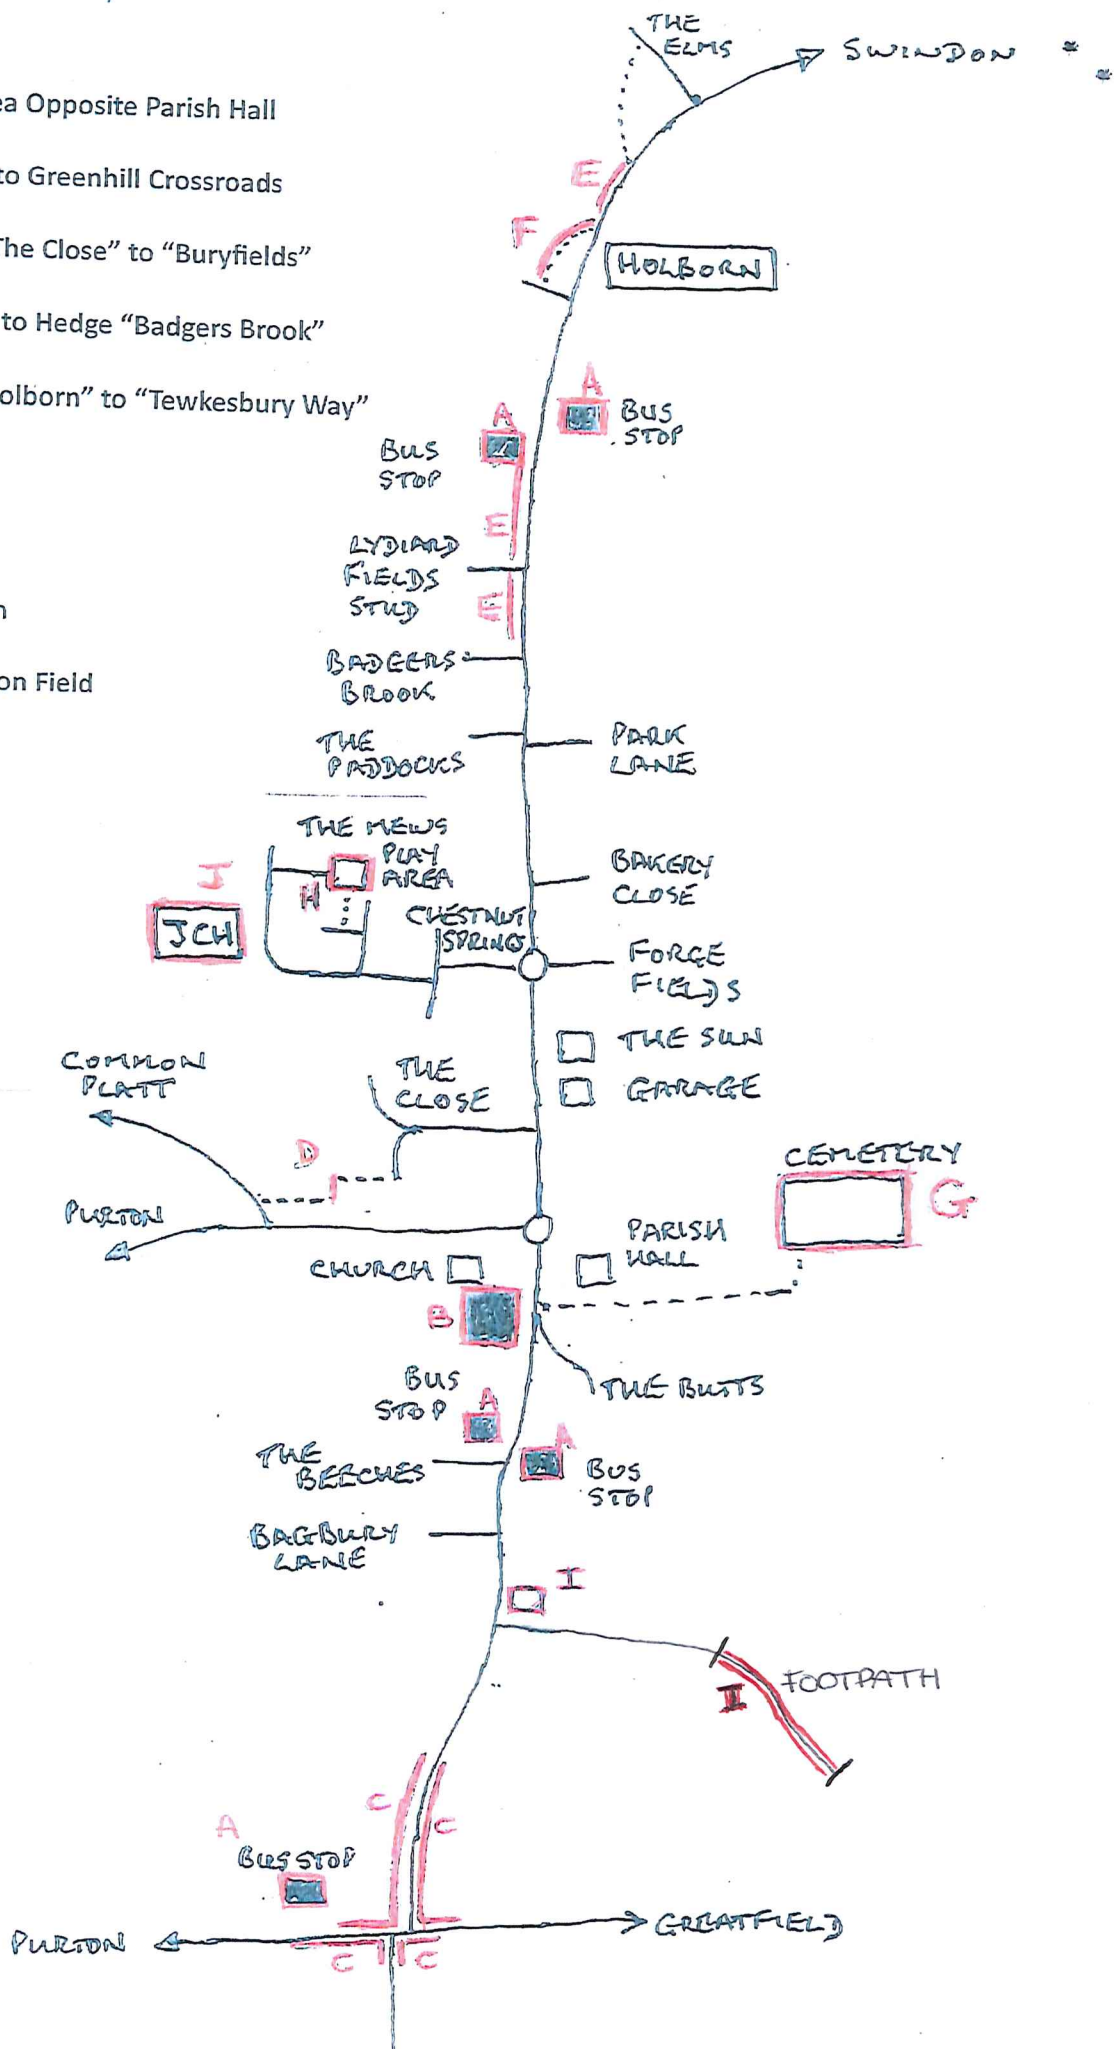 THE
ELMS
SWINDON * *
ea Opposite Parish Hall
to Greenhill Crossroads
E
F
The Close” to “Buryfields”
HOLBORN
to Hedge “Badgers Brook”
olborn” to “Tewkesbury Way”
A
BUS
STOP
A
BUS
STOP
E
LYDIARD
FIELDS
STUD
E
n
BADGERS
BROOK
on Field
THE
PADDOCKS
PARK
LANE
THE MEWS
PLAY
AREA
H
J
JCH
BAKERY
CLOSE
CHESTNUT
SPRINGS
FORGE
FIELDS
THE SUN
GARAGE
COMMON
PLATT
THE
CLOSE
D
CEMETERY
G
PURTON
PARISH
HALL
CHURCH
B
THE BUTTS
BUS
STOP
A
THE
BEECHES
A
BUS
STOP
BAGBURY
LANE
I
FOOTPATH
II
C
C
A
BUS STOP
GREATFIELD
PURTON
C
C